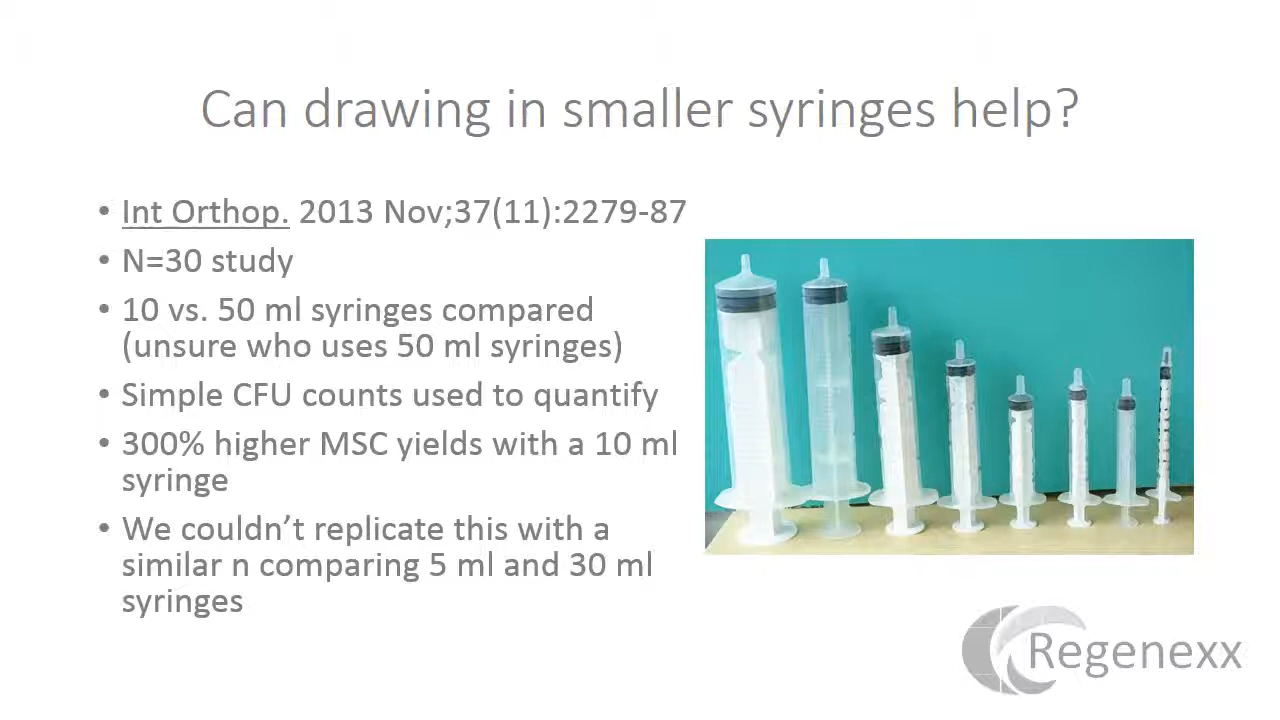 Can drawing in smaller syringes help?
• Int Orthop. 2013 Nov;37(11):2279-87
• N=30 study
• 10 vs. 50 ml syringes compared
(unsure who uses 50 ml syringes)
• Simple CFU counts used to quantify
• 300% higher MSC yields with a 10 ml
syringe
• We couldn’t replicate this with a
similar n comparing 5 ml and 30 ml
syringes
Regenexx